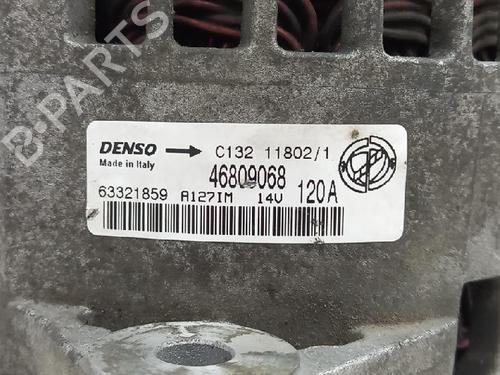 B-PARTS
DENSO → C132 11802/1
Made in Italy
46809068
63321859 A127IM 14V 120A